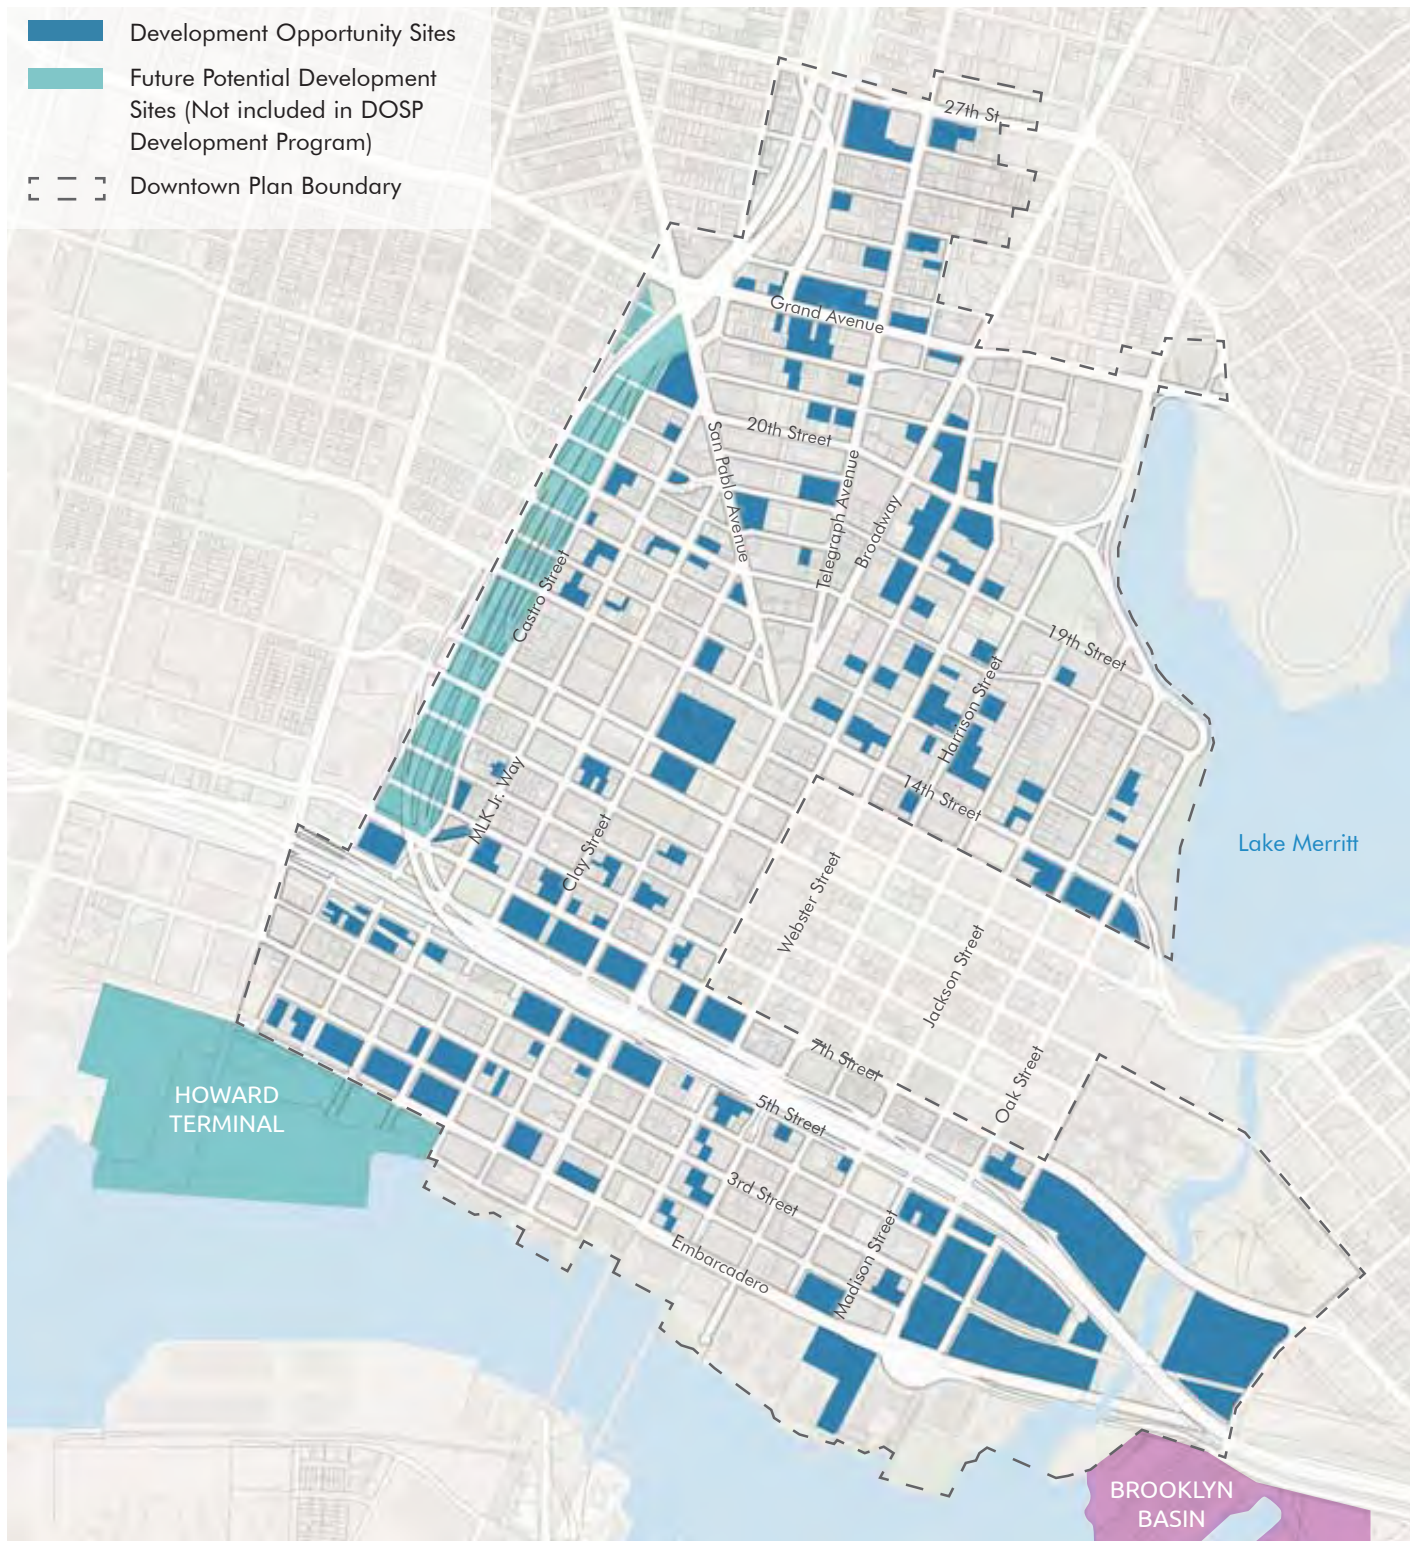 Development Opportunity Sites
Future Potential Development
Sites (Not included in DOSP
Development Program)
Downtown Plan Boundary
27th St
Grand Avenue
20th Street
San Pablo Avenue
Telegraph Avenue
Broadway
Castro Street
19th Street
Harrison Street
14th Street
MLK Jr. Way
Clay Street
Lake Merritt
Webster Street
Jackson Street
7th Street
Oak Street
5th Street
HOWARD
TERMINAL
3rd Street
Madison Street
Embarcadero
BROOKLYN
BASIN